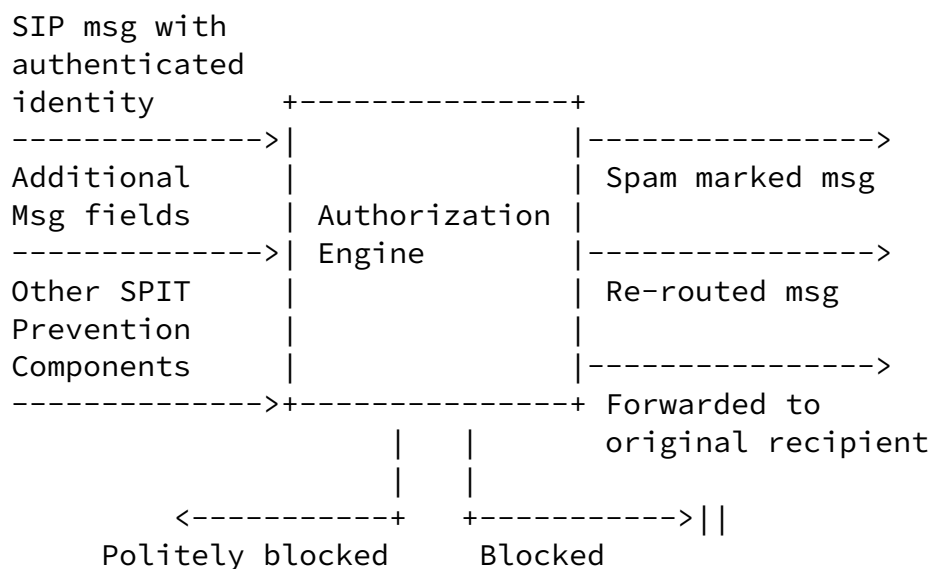 SIP msg with
authenticated
identity
Additional
Msg fields
Other SPIT
Prevention
Components
Authorization
Engine
Spam marked msg
Re-routed msg
Forwarded to
original recipient
Politely blocked
Blocked